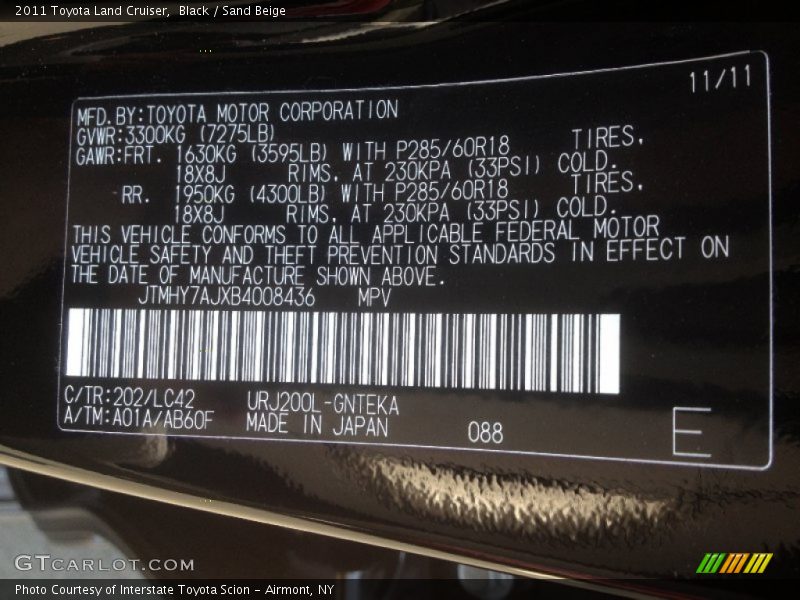 2011 Toyota Land Cruiser, Black / Sand Beige
11/11
MFD.BY:TOYOTA MOTOR CORPORATION
GVWR:3300KG (7275LB)
GAWR:FRT. 1630KG (3595LB) WITH P285/60R18 TIRES,
18X8J RIMS. AT 230KPA (33PSI) COLD.
RR. 1950KG (4300LB) WITH P285/60R18 TIRES,
18X8J RIMS. AT 230KPA (33PSI) COLD.
THIS VEHICLE CONFORMS TO ALL APPLICABLE FEDERAL MOTOR
VEHICLE SAFETY AND THEFT PREVENTION STANDARDS IN EFFECT ON
THE DATE OF MANUFACTURE SHOWN ABOVE.
JTMHY7AJXB4008436 MPV
C/TR:202/LC42 URJ200L-GNTEKA
A/TM:A01A/AB60F MADE IN JAPAN 088 E
GTCARLOT.COM
Photo Courtesy of Interstate Toyota Scion - Airmont, NY